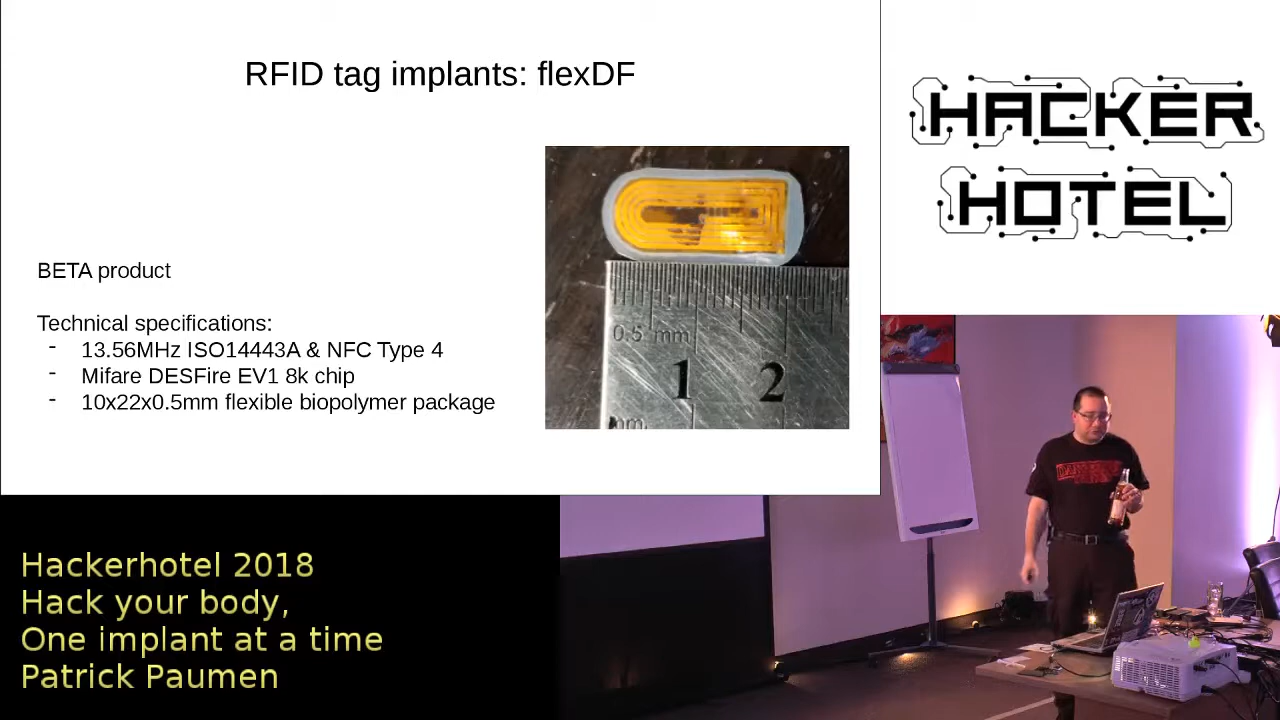 RFID tag implants: flexDF
BETA product
Technical specifications:
- 13.56MHz ISO14443A & NFC Type 4
- Mifare DESFire EV1 8k chip
- 10x22x0.5mm flexible biopolymer package
0.5 mm
1 2
mm
HACKER
HOTEL
Hackerhotel 2018
Hack your body,
One implant at a time
Patrick Paumen